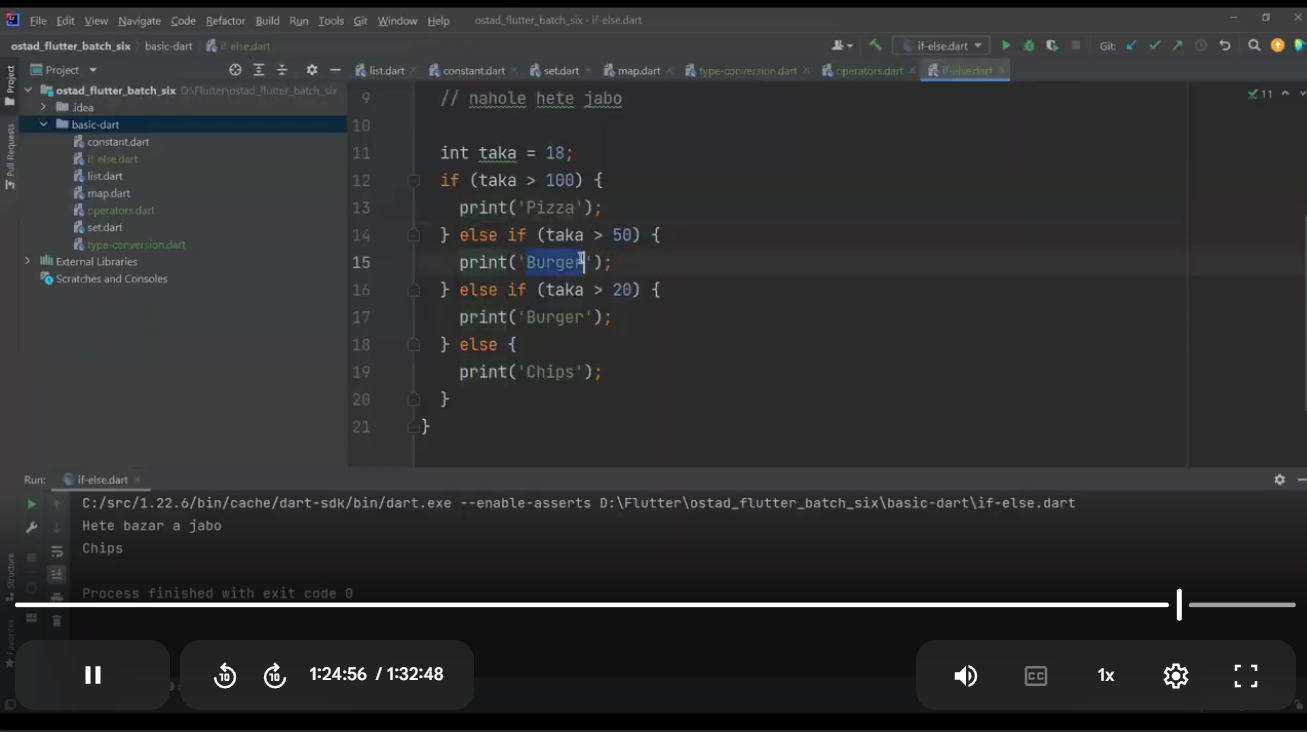 File Edit View Navigate Code Refactor Build Run Tools Git Window Help ostad_flutter_batch_six - if-else.dart
ostad_flutter_batch_six basic-dart if-else.dart if-else.dart Git:
Project list.dart constant.dart set.dart map.dart type-conversion.dart operators.dart if-else.dart
Project
Pull Requests
ostad_flutter_batch_six D:\Flutter\ostad_flutter_batch_six
.idea
basic-dart
constant.dart
if-else.dart
list.dart
map.dart
operators.dart
set.dart
type-conversion.dart
External Libraries
Scratches and Consoles
11
9 // nahole hete jabo
10
11 int taka = 18;
12 if (taka > 100) {
13 print('Pizza');
14 } else if (taka > 50) {
15 print('Burger');
16 } else if (taka > 20) {
17 print('Burger');
18 } else {
19 print('Chips');
20 }
21 }
Run: if-else.dart
C:/src/1.22.6/bin/cache/dart-sdk/bin/dart.exe --enable-asserts D:\Flutter\ostad_flutter_batch_six\basic-dart\if-else.dart
Hete bazar a jabo
Chips
Process finished with exit code 0
Structure
Favorites
10 10 1:24:56 / 1:32:48 CC 1x